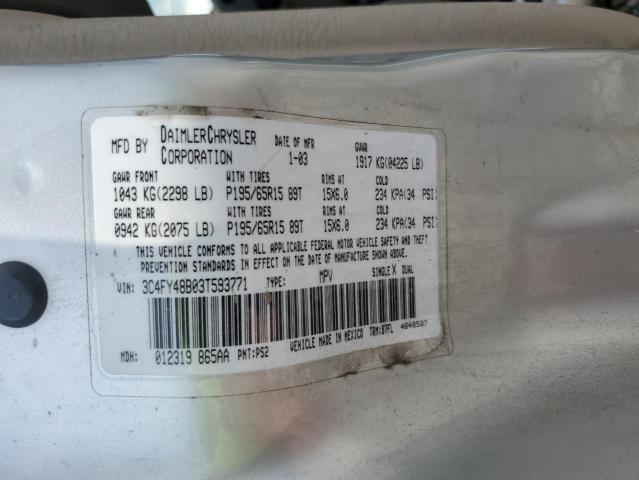 MFD BY DAIMLERCHRYSLER CORPORATION DATE OF MFR 1-03 GVWR 1917 KG(04225 LB)
GAWR FRONT WITH TIRES RIMS AT COLD
1043 KG(2298 LB) P195/65R15 89T 15X6.0 234 KPA(34 PSI)
GAWR REAR WITH TIRES RIMS AT COLD
0942 KG(2075 LB) P195/65R15 89T 15X6.0 234 KPA(34 PSI)
THIS VEHICLE CONFORMS TO ALL APPLICABLE FEDERAL MOTOR VEHICLE SAFETY AND THEFT
PREVENTION STANDARDS IN EFFECT ON THE DATE OF MANUFACTURE SHOWN ABOVE.
VIN: 3C4FY48B03T593771 TYPE: MPV SINGLE X DUAL
MDH: 012319 865AA PNT:PS2 VEHICLE MADE IN MEXICO TRM:B7FL 4648507